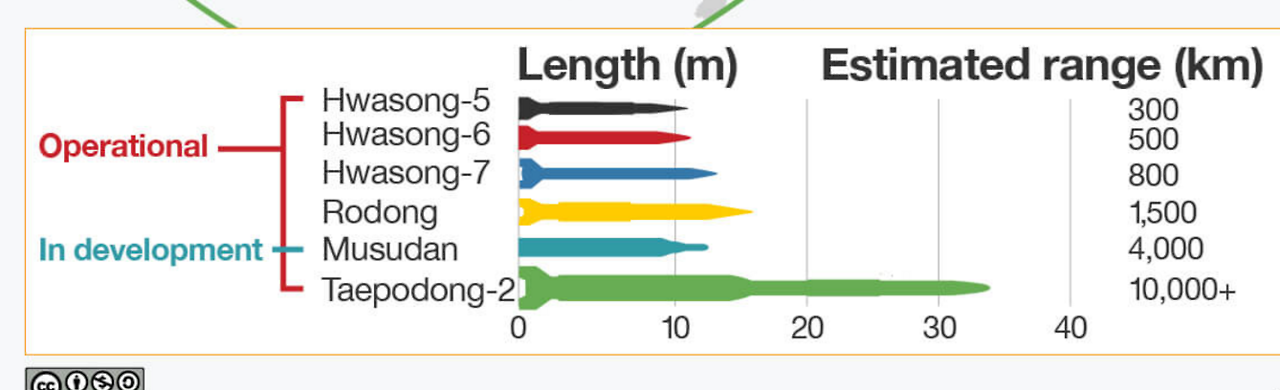 Length (m) Estimated range (km)
Hwasong-5 300
Operational
Hwasong-6 500
Hwasong-7 800
Rodong 1,500
In development
Musudan 4,000
Taepodong-2 10,000+
0 10 20 30 40
cc